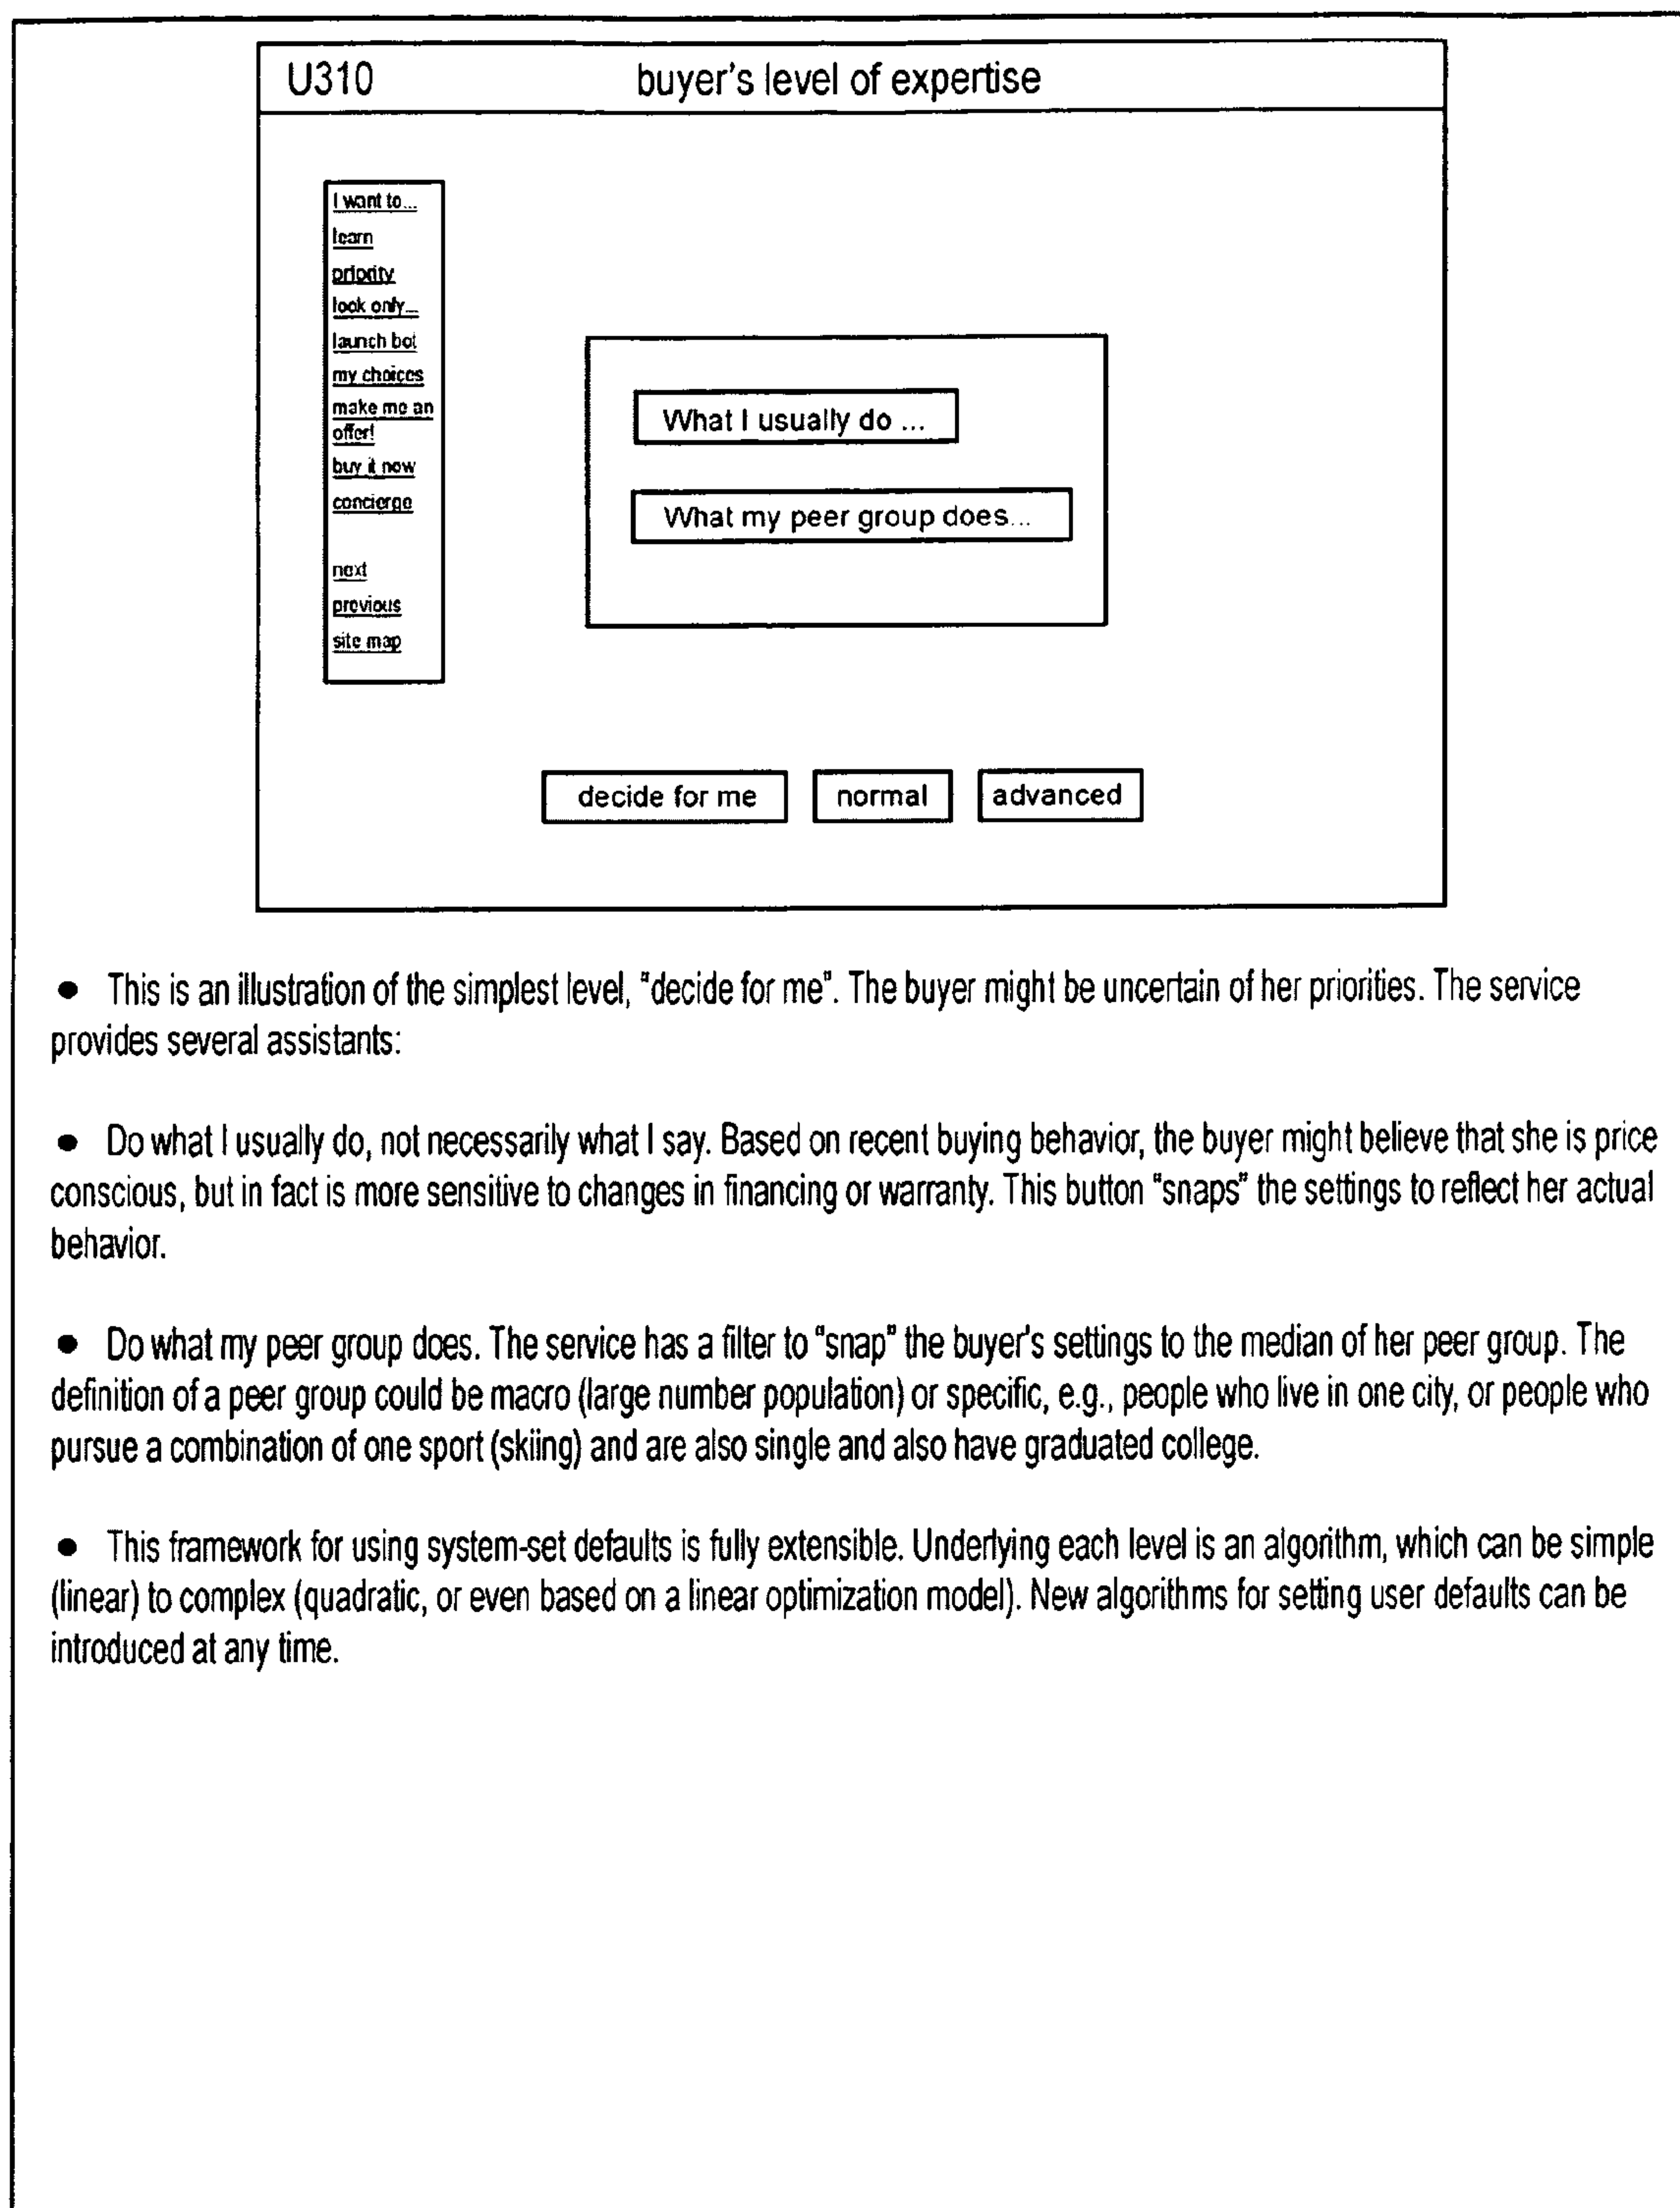 U310 buyer's level of expertise
I want to...
learn
priority
look only...
launch bot
my choices
make me an
offer!
buy it now
concierge
next
previous
site map
What I usually do ...
What my peer group does...
decide for me normal advanced
● This is an illustration of the simplest level, "decide for me". The buyer might be uncertain of her priorities. The service
provides several assistants:
● Do what I usually do, not necessarily what I say. Based on recent buying behavior, the buyer might believe that she is price
conscious, but in fact is more sensitive to changes in financing or warranty. This button "snaps" the settings to reflect her actual
behavior.
● Do what my peer group does. The service has a filter to "snap" the buyer's settings to the median of her peer group. The
definition of a peer group could be macro (large number population) or specific, e.g., people who live in one city, or people who
pursue a combination of one sport (skiing) and are also single and also have graduated college.
● This framework for using system-set defaults is fully extensible. Underlying each level is an algorithm, which can be simple
(linear) to complex (quadratic, or even based on a linear optimization model). New algorithms for setting user defaults can be
introduced at any time.